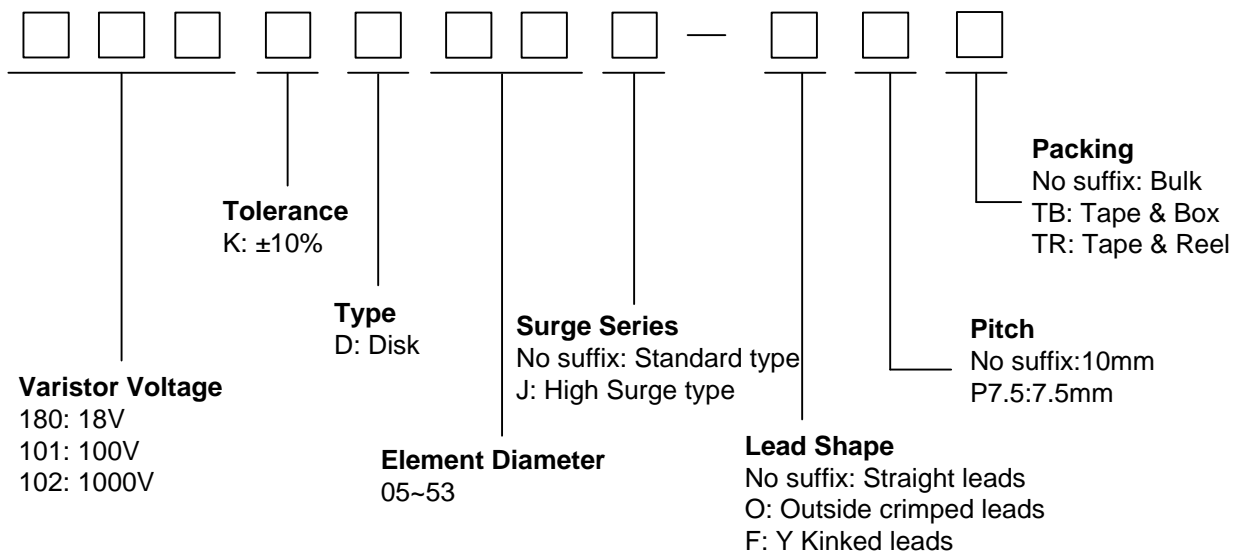 Packing
No suffix: Bulk
TB: Tape & Box
TR: Tape & Reel
Tolerance
K: ±10%
Type
D: Disk
Surge Series
No suffix: Standard type
J: High Surge type
Pitch
No suffix:10mm
P7.5:7.5mm
Varistor Voltage
180: 18V
101: 100V
102: 1000V
Element Diameter
05~53
Lead Shape
No suffix: Straight leads
O: Outside crimped leads
F: Y Kinked leads